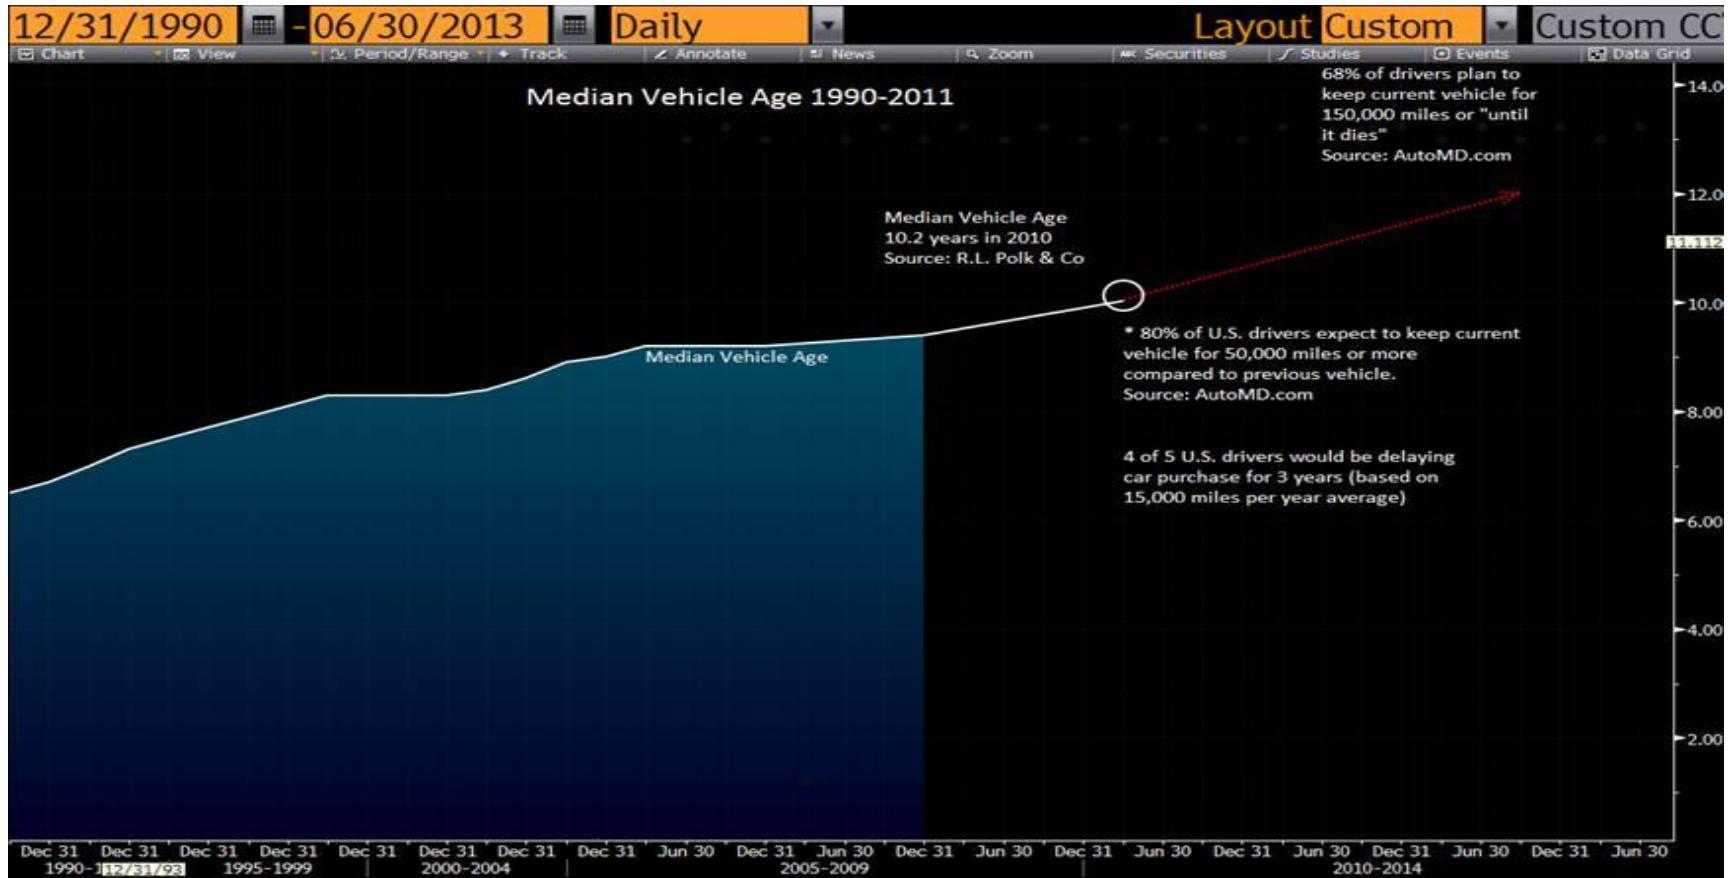 12/31/1990 - 06/30/2013 Daily Layout Custom Custom CC
Chart View Period/Range Track Annotate News Zoom Securities Studies Events Data Grid
Median Vehicle Age 1990-2011
68% of drivers plan to
keep current vehicle for
150,000 miles or "until
it dies"
Source: AutoMD.com
Median Vehicle Age
10.2 years in 2010
Source: R.L. Polk & Co
* 80% of U.S. drivers expect to keep current
vehicle for 50,000 miles or more
compared to previous vehicle.
Source: AutoMD.com
Median Vehicle Age
4 of 5 U.S. drivers would be delaying
car purchase for 3 years (based on
15,000 miles per year average)
14.0
12.0
11.112
10.0
8.00
6.00
4.00
2.00
Dec 31 Dec 31 Dec 31 Dec 31 Dec 31 Dec 31 Dec 31 Dec 31 Jun 30 Dec 31 Jun 30 Dec 31 Jun 30 Dec 31 Jun 30 Dec 31 Jun 30 Dec 31 Jun 30 Dec 31 Jun 30
1990-1 12/31/93 1995-1999 2000-2004 2005-2009 2010-2014